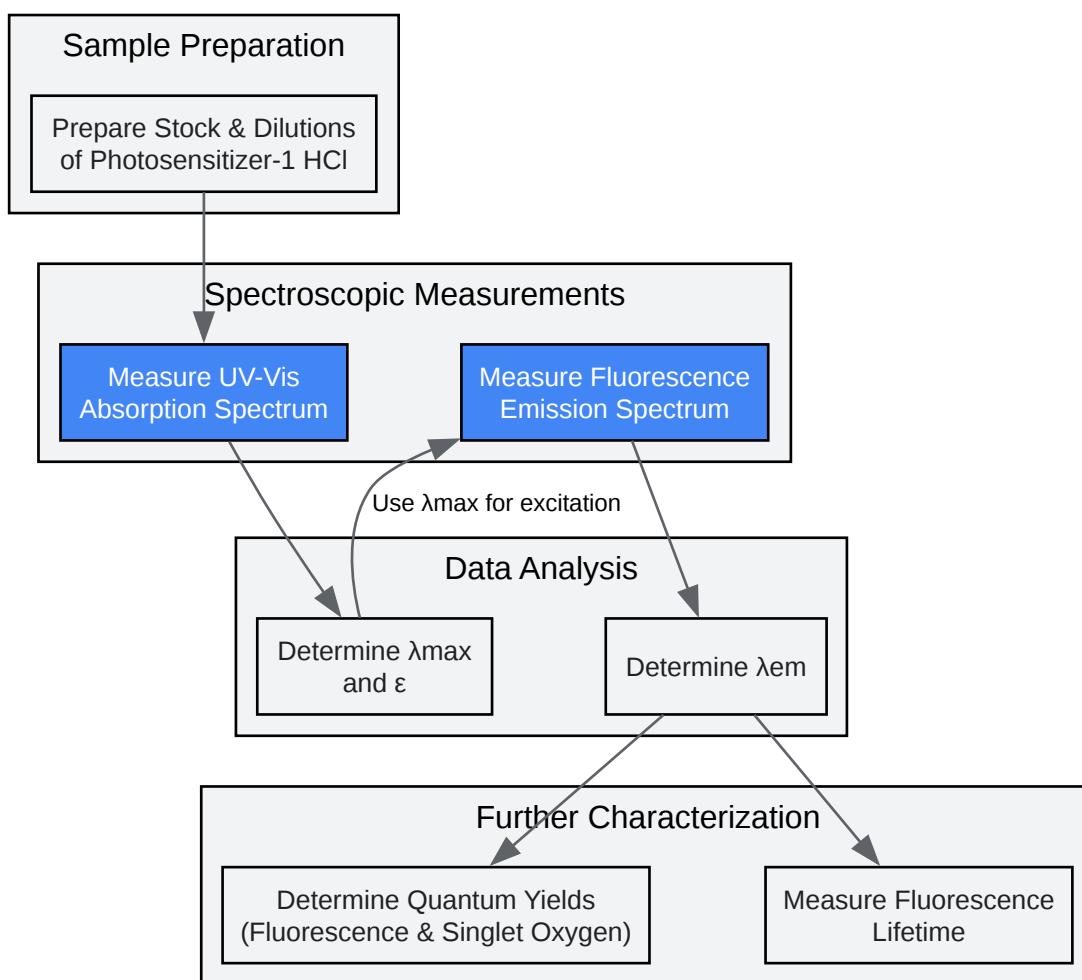 Sample Preparation
Prepare Stock & Dilutions
of Photosensitizer-1 HCl
Spectroscopic Measurements
Measure UV-Vis
Absorption Spectrum
Measure Fluorescence
Emission Spectrum
Use λmax for excitation
Data Analysis
Determine λmax
and ε
Determine λem
Further Characterization
Determine Quantum Yields
(Fluorescence & Singlet Oxygen)
Measure Fluorescence
Lifetime